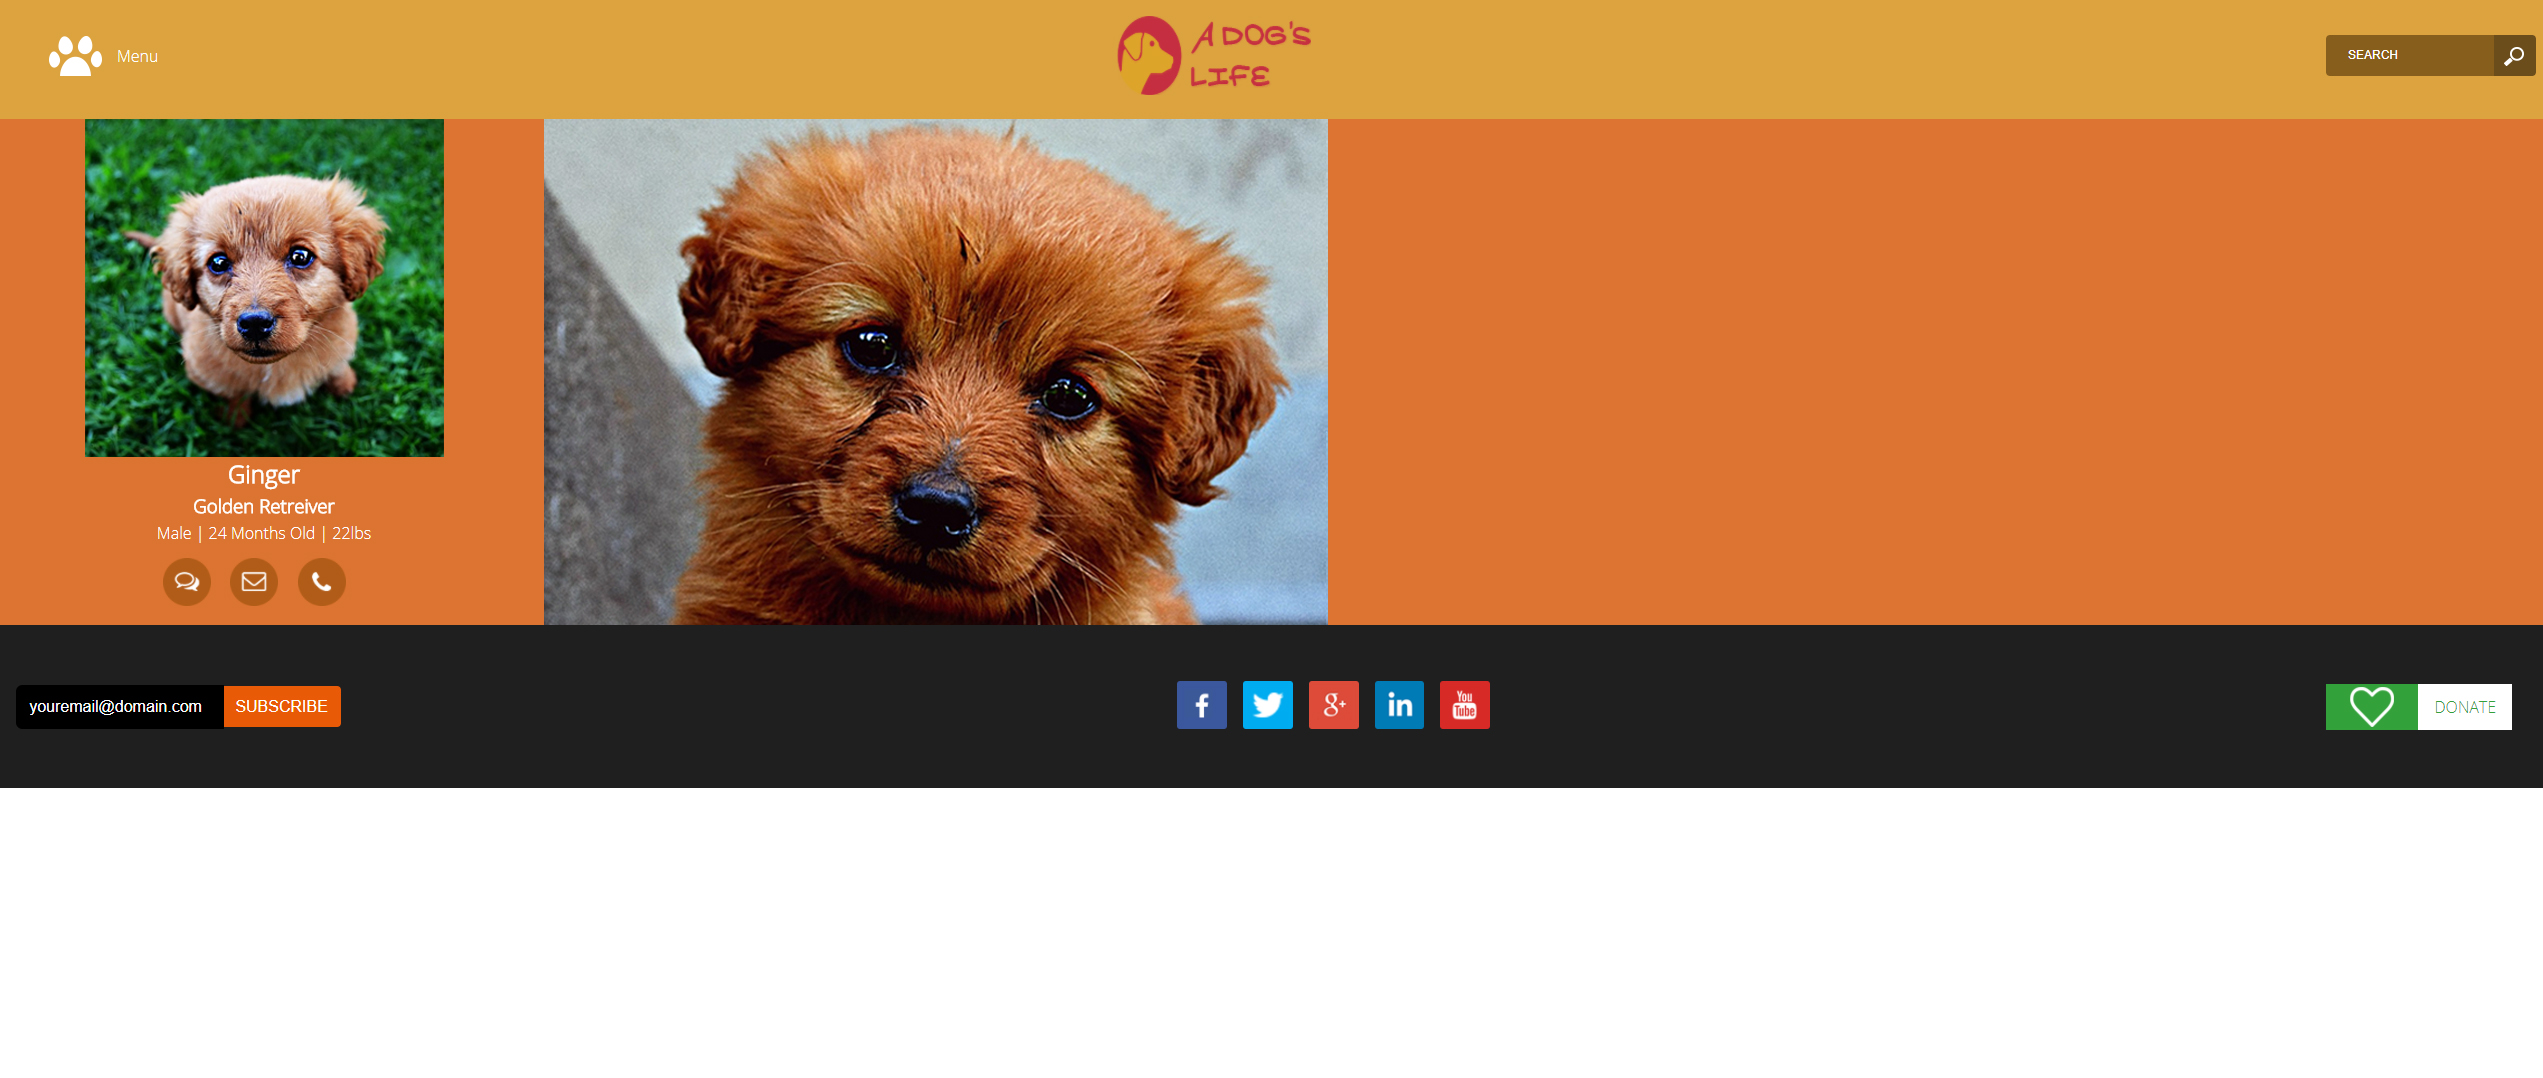 Menu
A DOG'S
LIFE
SEARCH
Ginger
Golden Retreiver
Male | 24 Months Old | 22lbs
youremail@domain.com
SUBSCRIBE
f
g+
in
You
Tube
DONATE